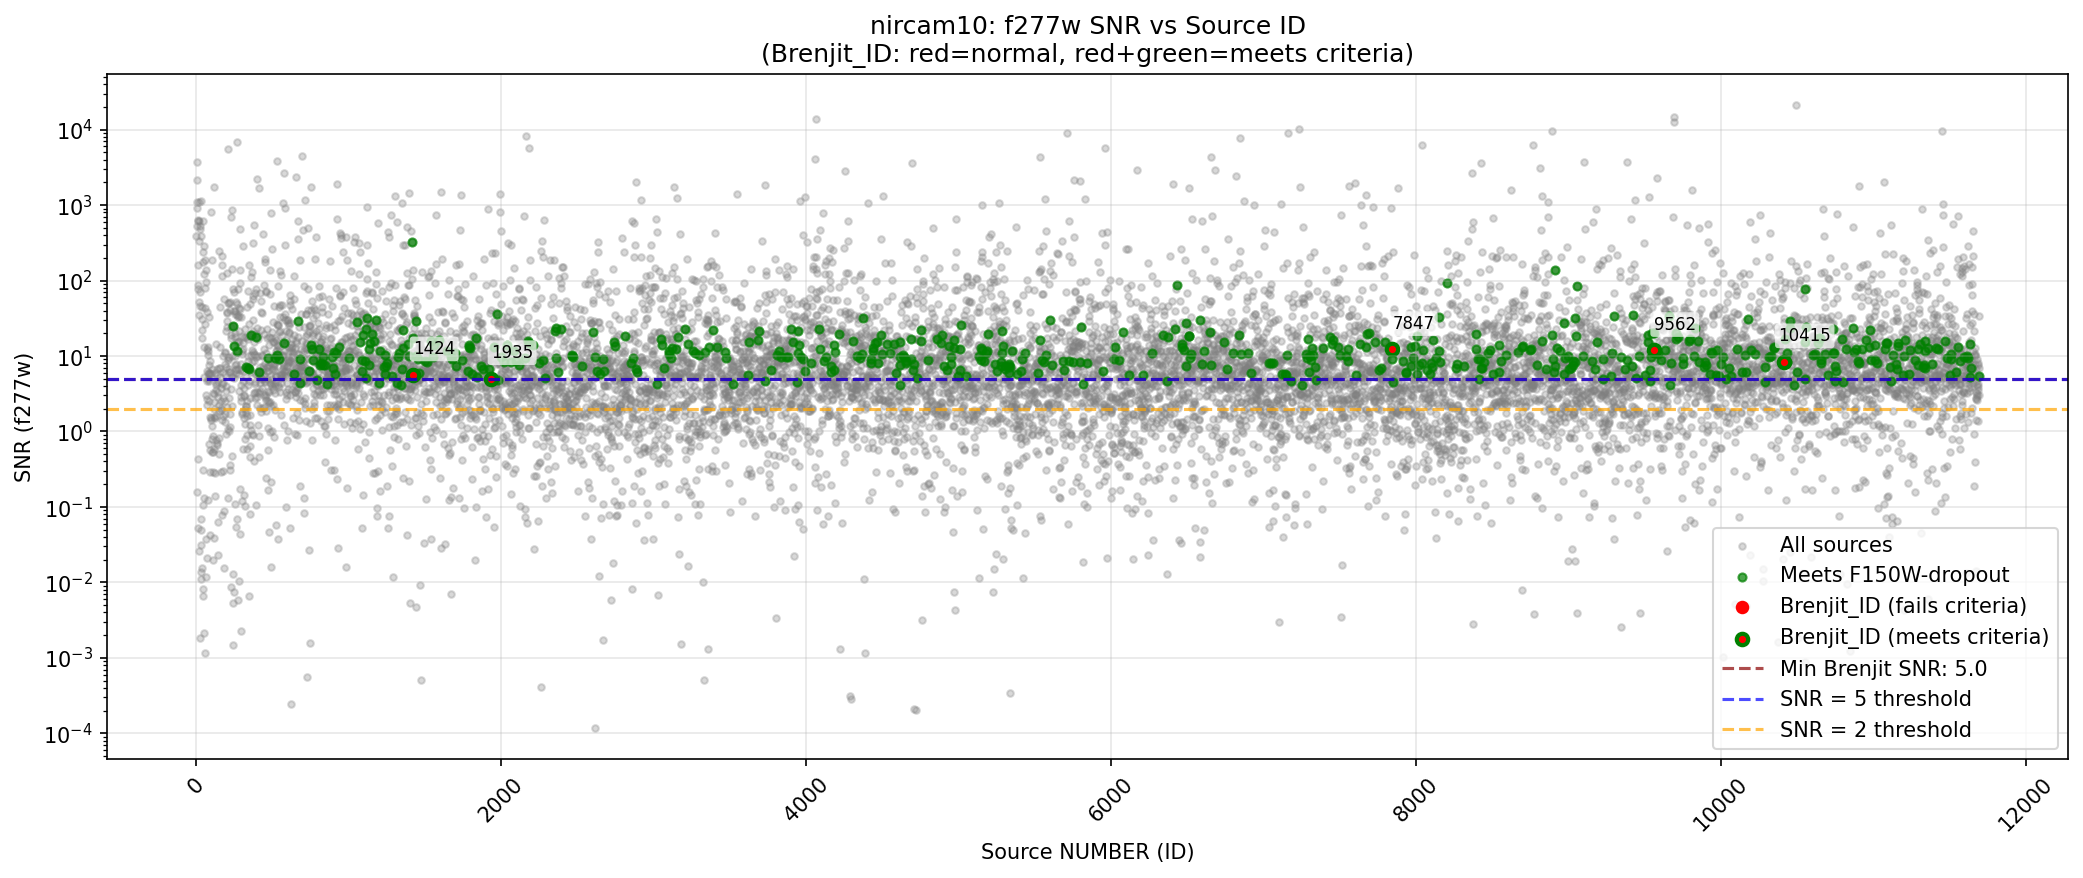 nircam10: f277w SNR vs Source ID
(Brenjit_ID: red=normal, red+green=meets criteria)
SNR (f277w)
10⁴
10³
10²
10¹
10⁰
10⁻¹
10⁻²
10⁻³
10⁻⁴
1424
1935
7847
9562
10415
All sources
Meets F150W-dropout
Brenjit_ID (fails criteria)
Brenjit_ID (meets criteria)
Min Brenjit SNR: 5.0
SNR = 5 threshold
SNR = 2 threshold
0
2000
4000
6000
8000
10000
12000
Source NUMBER (ID)